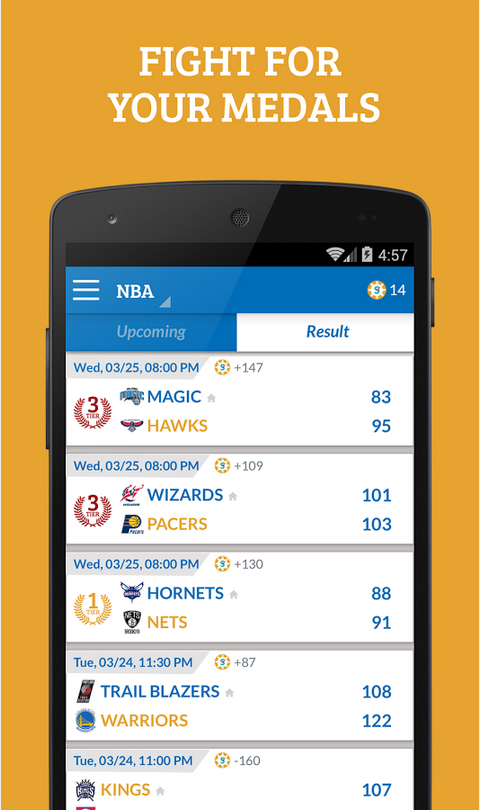 FIGHT FOR
YOUR MEDALS
4:57
NBA
S 14
Upcoming Result
Wed, 03/25, 08:00 PM S +147
3
TIER
MAGIC 83
HAWKS 95
Wed, 03/25, 08:00 PM S +109
3
TIER
WIZARDS 101
PACERS 103
Wed, 03/25, 08:00 PM S +130
1
TIER
HORNETS 88
NETS 91
Tue, 03/24, 11:30 PM S +87
TRAIL BLAZERS 108
WARRIORS 122
Tue, 03/24, 11:00 PM S -160
KINGS 107